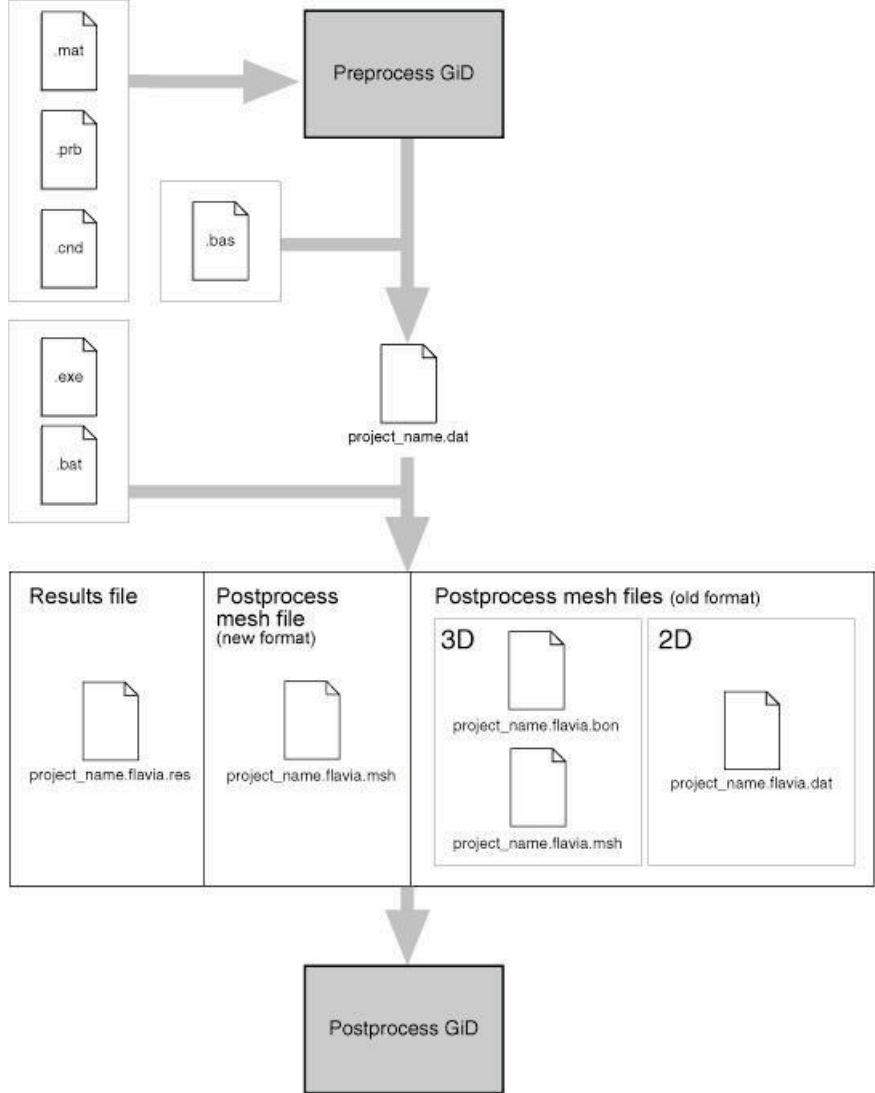 .mat
Preprocess GiD
.prb
.cnd
.bas
.exe
.bat
project_name.dat
Results file
project_name.flavia.res
Postprocess
mesh file
(new format)
project_name.flavia.msh
Postprocess mesh files (old format)
3D
project_name.flavia.bon
project_name.flavia.msh
2D
project_name.flavia.dat
Postprocess GiD